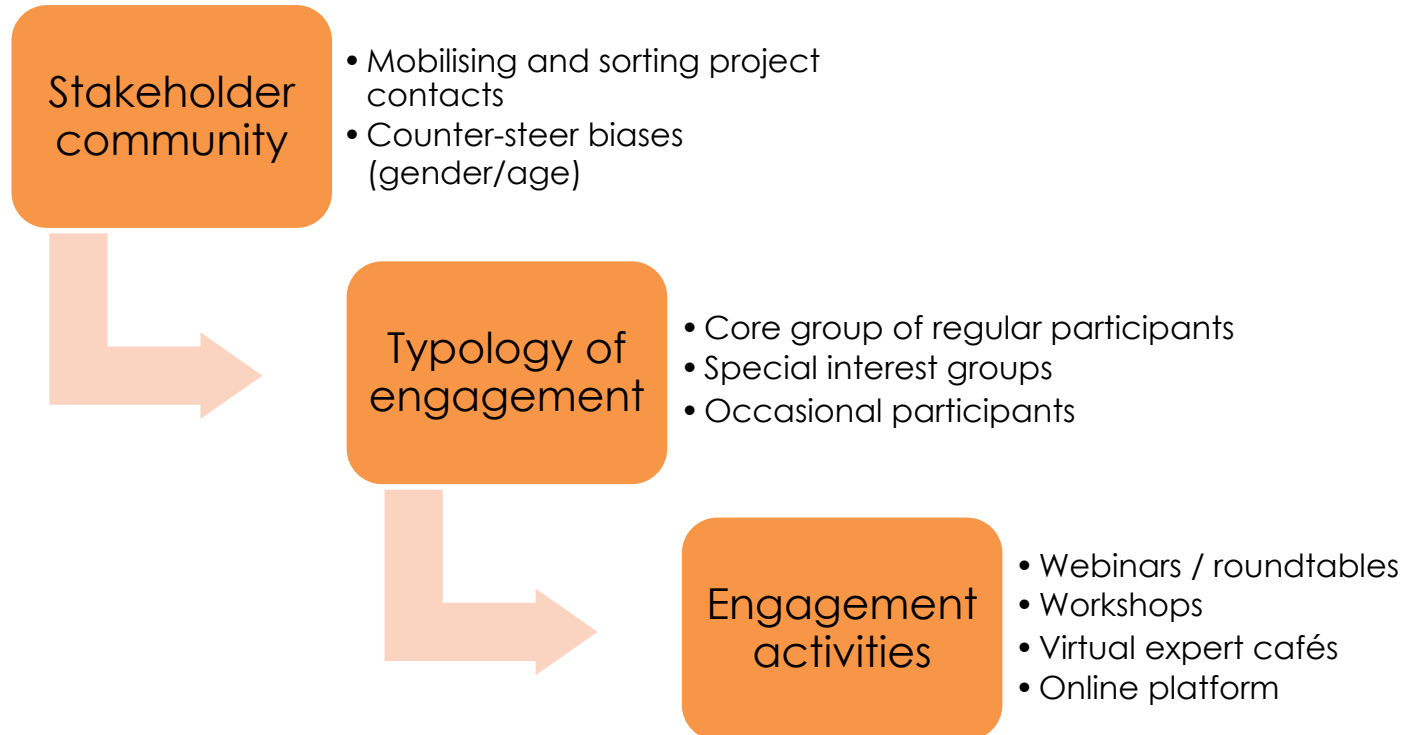 Stakeholder
community
• Mobilising and sorting project
contacts
• Counter-steer biases
(gender/age)
Typology of
engagement
• Core group of regular participants
• Special interest groups
• Occasional participants
Engagement
activities
• Webinars / roundtables
• Workshops
• Virtual expert cafés
• Online platform